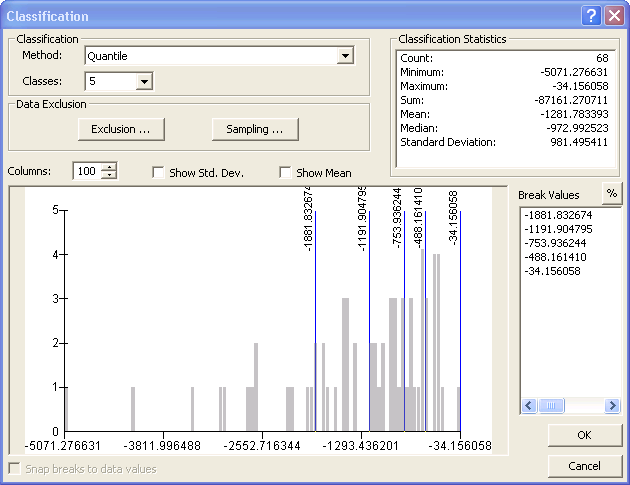 Classification
Classification
Method: Quantile
Classes: 5
Data Exclusion
Exclusion ...
Sampling ...
Classification Statistics
Count: 68
Minimum: -5071.276631
Maximum: -34.156058
Sum: -87161.270711
Mean: -1281.783393
Median: -972.992523
Standard Deviation: 981.495411
Columns: 100
Show Std. Dev.
Show Mean
Break Values
%
-1881.832674
-1191.904795
-753.936244
-488.161410
-34.156058
-1881.832674
-1191.904795
-753.936244
-488.161410
-34.156058
5
4
3
2
1
0
-5071.276631
-3811.996488
-2552.716344
-1293.436201
-34.156058
OK
Cancel
Snap breaks to data values